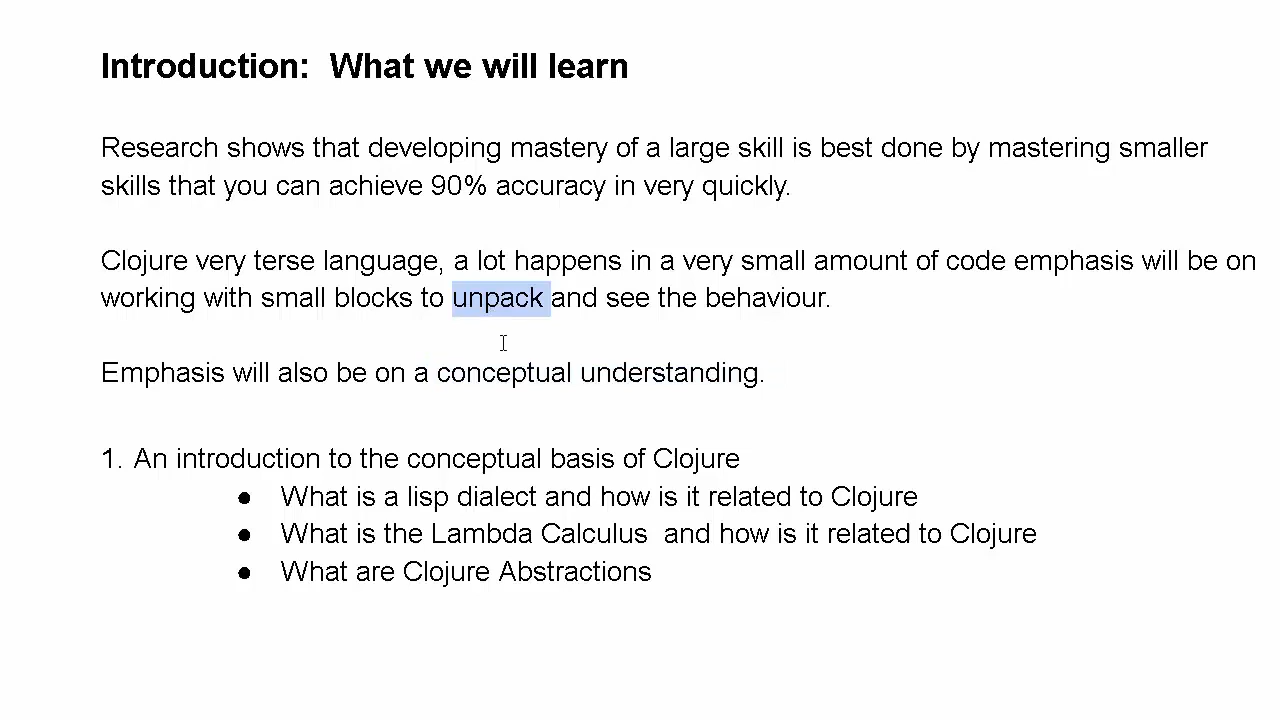 Introduction:  What we will learn
Research shows that developing mastery of a large skill is best done by mastering smaller
skills that you can achieve 90% accuracy in very quickly.
Clojure very terse language, a lot happens in a very small amount of code emphasis will be on
working with small blocks to unpack and see the behaviour.
Emphasis will also be on a conceptual understanding.
1. An introduction to the conceptual basis of Clojure
● What is a lisp dialect and how is it related to Clojure
● What is the Lambda Calculus  and how is it related to Clojure
● What are Clojure Abstractions